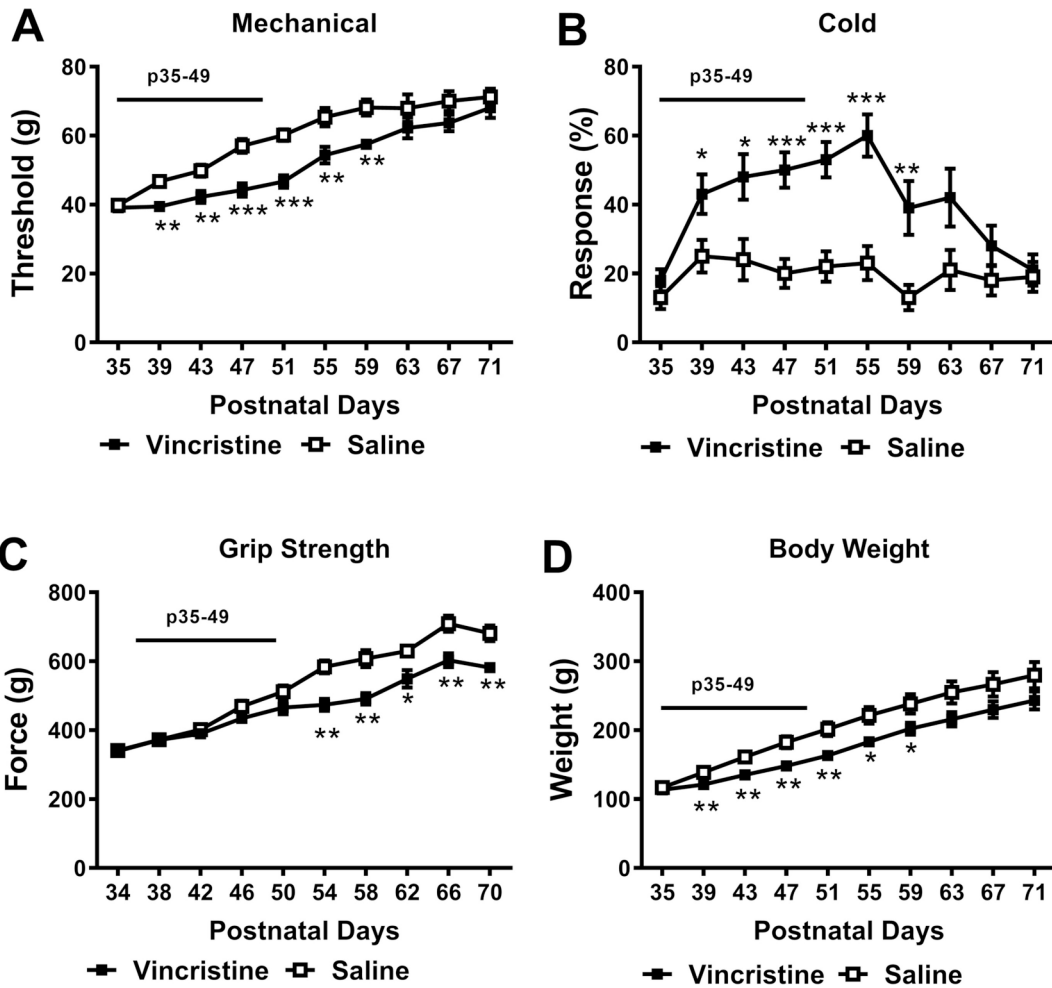 A
Mechanical
80
60
40
20
0
Threshold (g)
p35-49
** ** *** *** ** **
35 39 43 47 51 55 59 63 67 71
Postnatal Days
Vincristine Saline
B
Cold
80
60
40
20
0
Response (%)
p35-49
* * *** *** *** **
35 39 43 47 51 55 59 63 67 71
Postnatal Days
Vincristine Saline
C
Grip Strength
800
600
400
200
0
Force (g)
p35-49
** ** * ** **
34 38 42 46 50 54 58 62 66 70
Postnatal Days
Vincristine Saline
D
Body Weight
400
300
200
100
0
Weight (g)
p35-49
** ** ** ** * *
35 39 43 47 51 55 59 63 67 71
Postnatal Days
Vincristine Saline